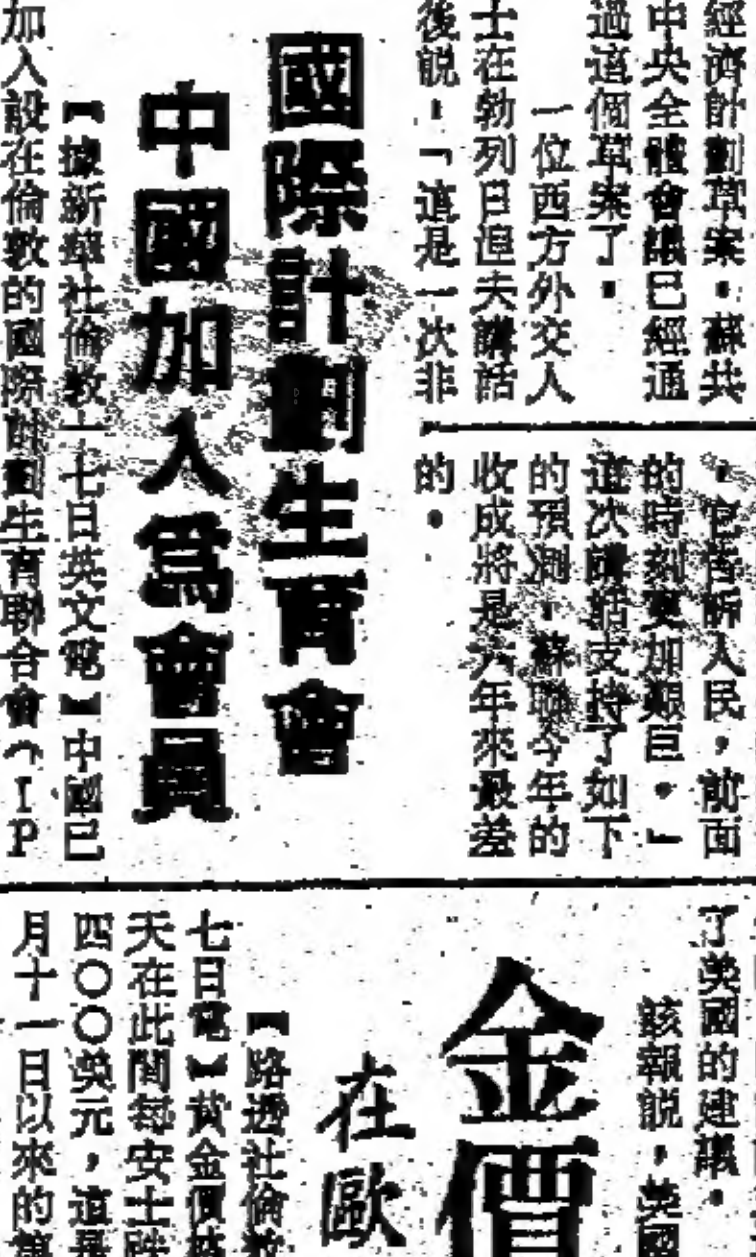 經濟計劃草案。蘇共
中央全體會議已經通
過這個草案了。
一位西方外交人
士在勃列日涅夫講話
後說:「這是一次非
,它告訴人民,前面
的時刻更加艱巨。」
這次講話支持了如下
的預測:蘇聯今年的
收成將是六年來最差
的。
國際計劃生育會
中國加入為會員
【據新華社倫敦十七日英文電】中國已
加入設在倫敦的國際計劃生育聯合會(IP
了美國的建議。
該報說,美國
金價
在歐
【路透社倫敦
七日電】黃金價格
天在此間每安士跌
四〇〇美元,這是
月十一日以來的第